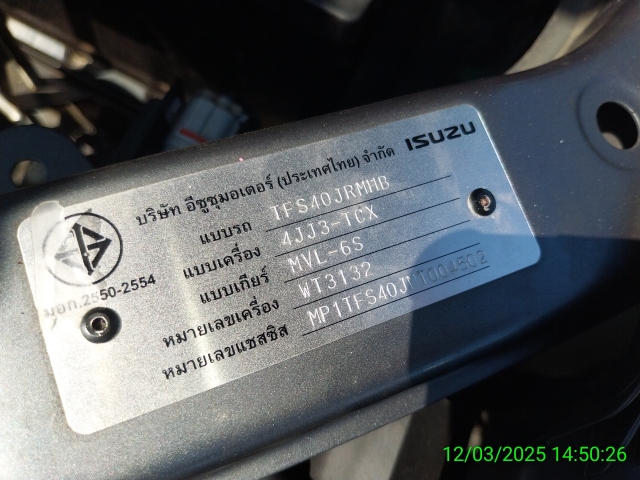 บริษัท อีซูซุมอเตอร์ (ประเทศไทย) จำกัด ISUZU
แบบรถ TFS40JRMHB
แบบเครื่อง 4JJ3-TCX
แบบเกียร์ MVL-6S
หมายเลขเครื่อง WT3132
หมายเลขแชสซิส
มอก.2550-2554
12/03/2025 14:50:26